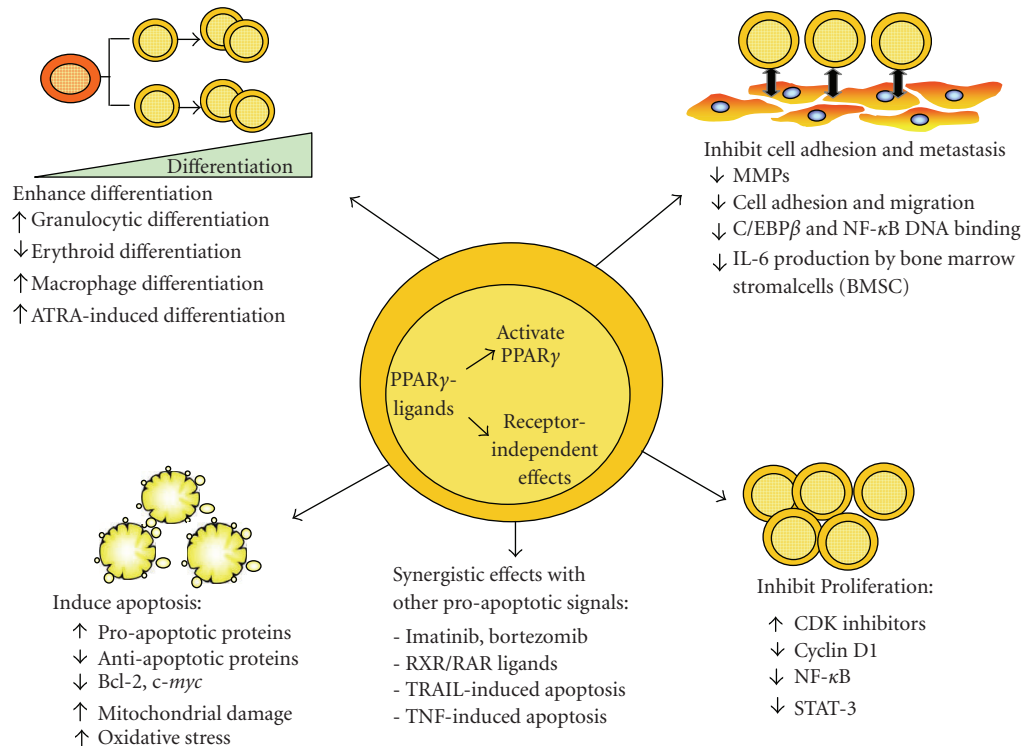 Differentiation
Enhance differentiation
↑ Granulocytic differentiation
↓ Erythroid differentiation
↑ Macrophage differentiation
↑ ATRA-induced differentiation
Inhibit cell adhesion and metastasis
↓ MMPs
↓ Cell adhesion and migration
↓ C/EBPβ and NF-κB DNA binding
↓ IL-6 production by bone marrow
stromalcells (BMSC)
Activate
PPARγ
PPARγ-
ligands
Receptor-
independent
effects
Induce apoptosis:
↑ Pro-apoptotic proteins
↓ Anti-apoptotic proteins
↓ Bcl-2, c-myc
↑ Mitochondrial damage
↑ Oxidative stress
Synergistic effects with
other pro-apoptotic signals:
- Imatinib, bortezomib
- RXR/RAR ligands
- TRAIL-induced apoptosis
- TNF-induced apoptosis
Inhibit Proliferation:
↑ CDK inhibitors
↓ Cyclin D1
↓ NF-κB
↓ STAT-3